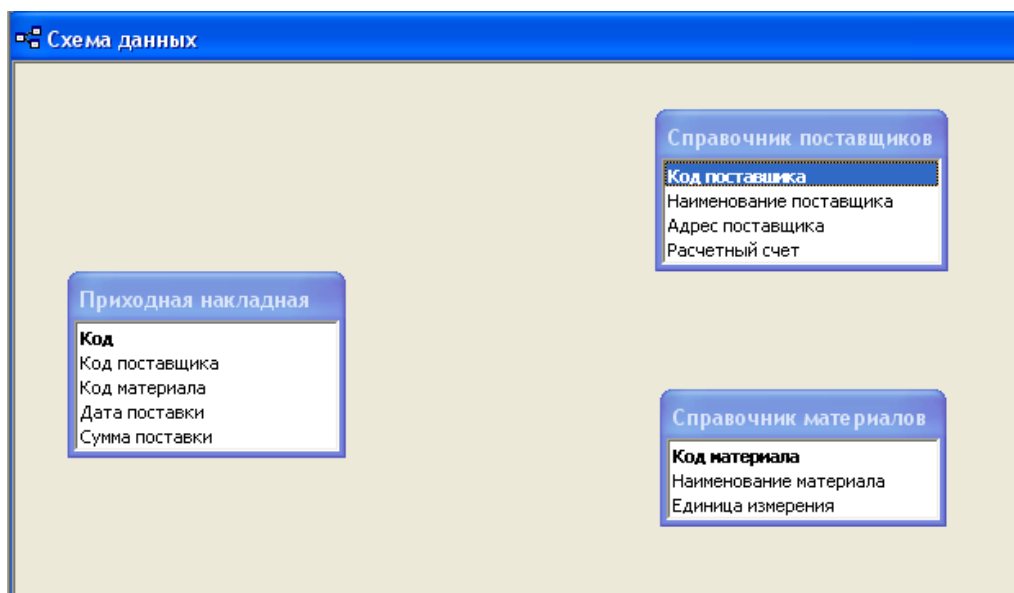 Схема данных
Справочник поставщиков
Код поставщика
Наименование поставщика
Адрес поставщика
Расчетный счет
Приходная накладная
Код
Код поставщика
Код материала
Дата поставки
Сумма поставки
Справочник материалов
Код материала
Наименование материала
Единица измерения